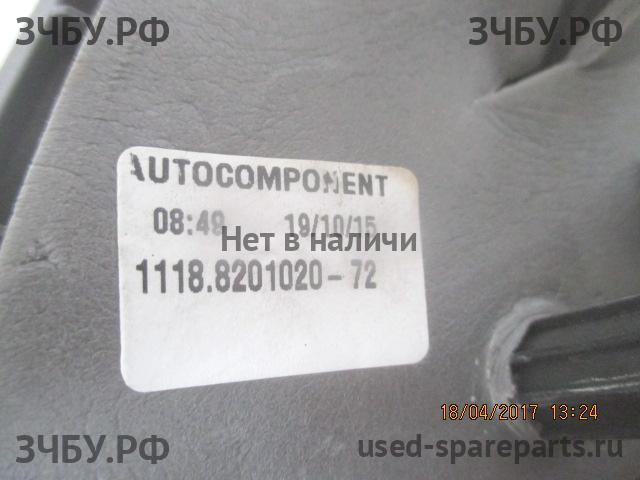 ЗЧБУ.РФ ЗЧБУ.РФ
AUTOCOMPONENT
08:49 19/10/15
Нет в наличи
1118.8201020-72
18/04/2017 13:24
ЗЧБУ.РФ used-spareparts.ru